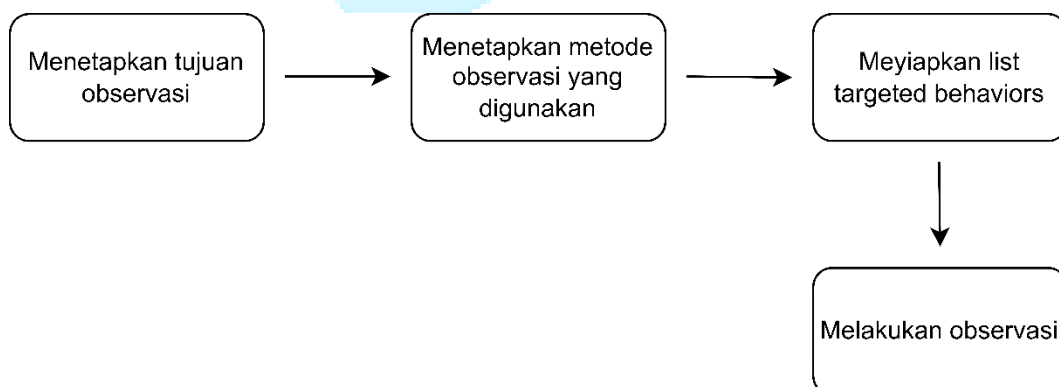 Menetapkan tujuan
observasi
Menetapkan metode
observasi yang
digunakan
Meyiapkan list
targeted behaviors
Melakukan observasi